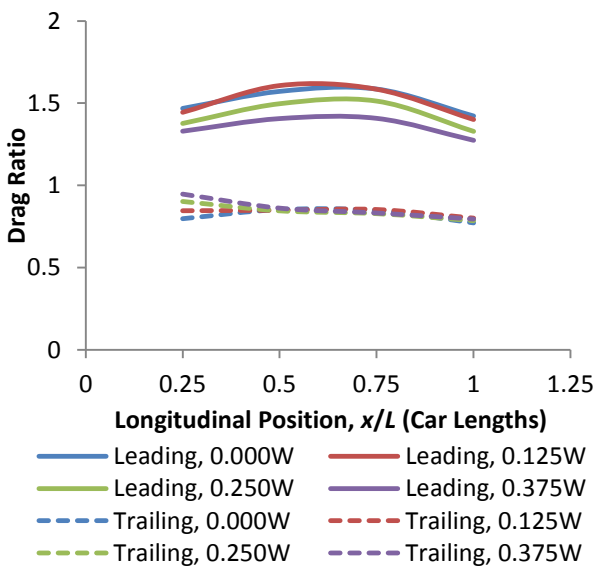 2
1.5
1
0.5
0
Drag Ratio
0 0.25 0.5 0.75 1 1.25
Longitudinal Position, x/L (Car Lengths)
Leading, 0.000W Leading, 0.125W
Leading, 0.250W Leading, 0.375W
Trailing, 0.000W Trailing, 0.125W
Trailing, 0.250W Trailing, 0.375W